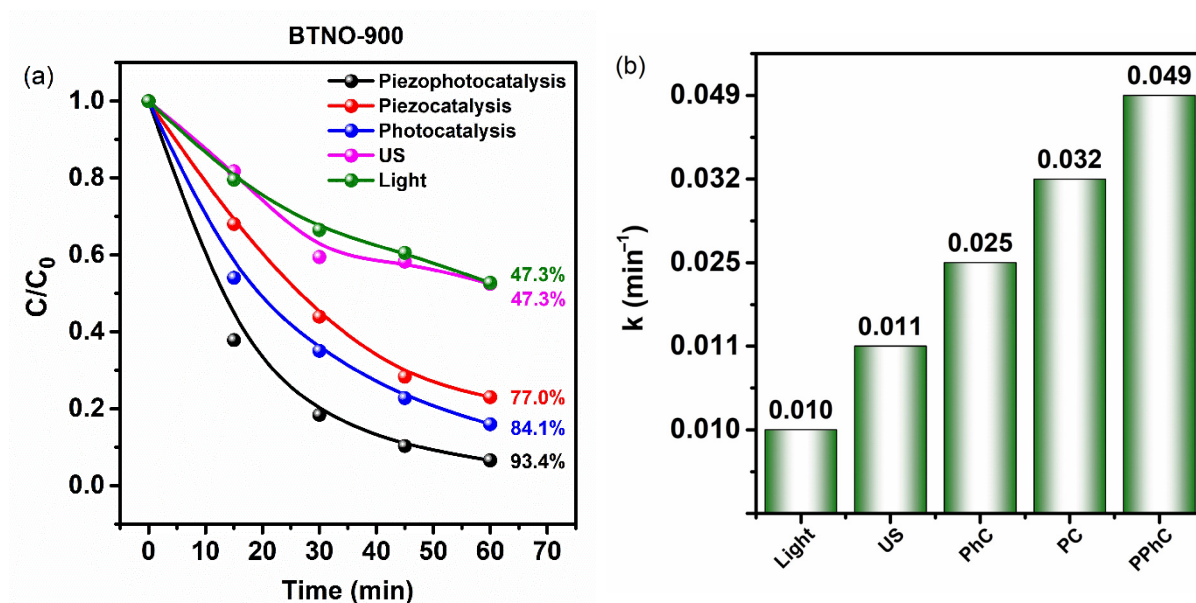 BTNO-900
(a)
Piezophotocatalysis
Piezocatalysis
Photocatalysis
US
Light
C/C₀
1.0
0.8
0.6
0.4
0.2
0.0
47.3%
47.3%
77.0%
84.1%
93.4%
0 10 20 30 40 50 60 70
Time (min)
(b)
k (min⁻¹)
0.049
0.032
0.025
0.011
0.010
0.010
0.011
0.025
0.032
0.049
Light US PhC PC PPhC